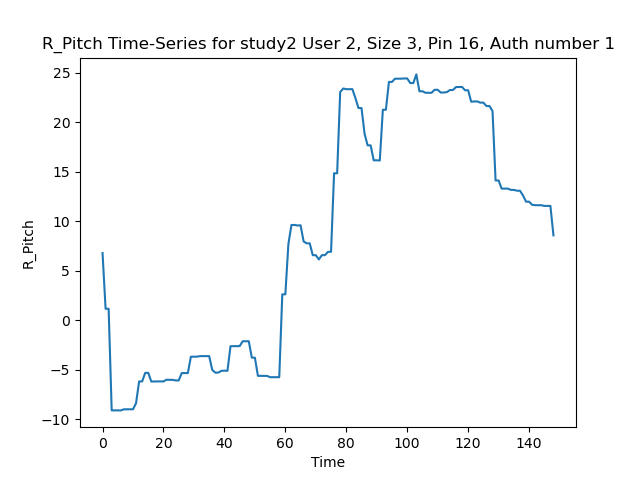 R_Pitch Time-Series for study2 User 2, Size 3, Pin 16, Auth number 1
25
20
15
10
5
0
−5
−10
R_Pitch
0 20 40 60 80 100 120 140
Time